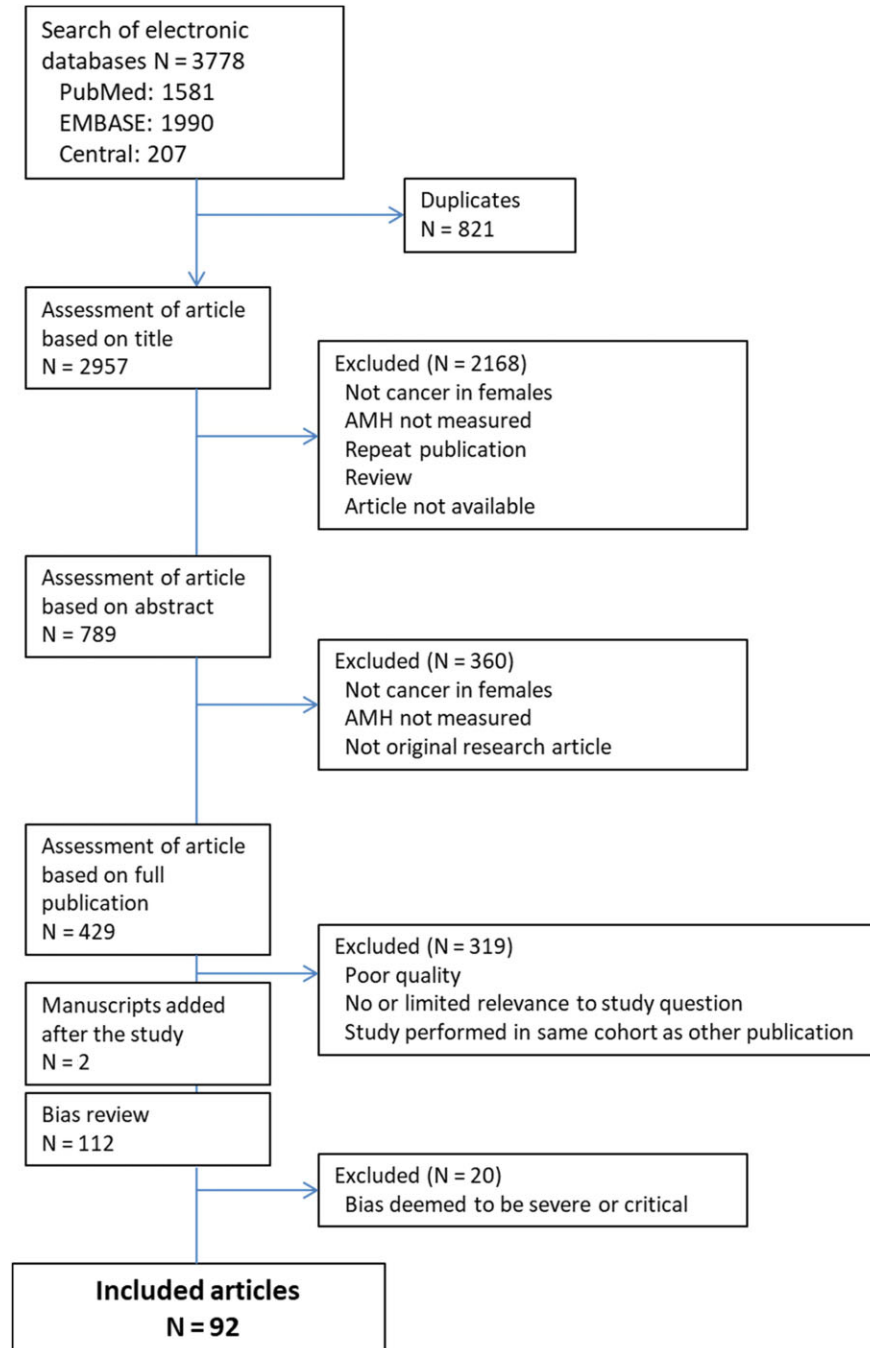 Search of electronic
databases N = 3778
PubMed: 1581
EMBASE: 1990
Central: 207
Duplicates
N = 821
Assessment of article
based on title
N = 2957
Excluded (N = 2168)
Not cancer in females
AMH not measured
Repeat publication
Review
Article not available
Assessment of article
based on abstract
N = 789
Excluded (N = 360)
Not cancer in females
AMH not measured
Not original research article
Assessment of article
based on full
publication
N = 429
Excluded (N = 319)
Poor quality
No or limited relevance to study question
Study performed in same cohort as other publication
Manuscripts added
after the study
N = 2
Bias review
N = 112
Excluded (N = 20)
Bias deemed to be severe or critical
Included articles
N = 92